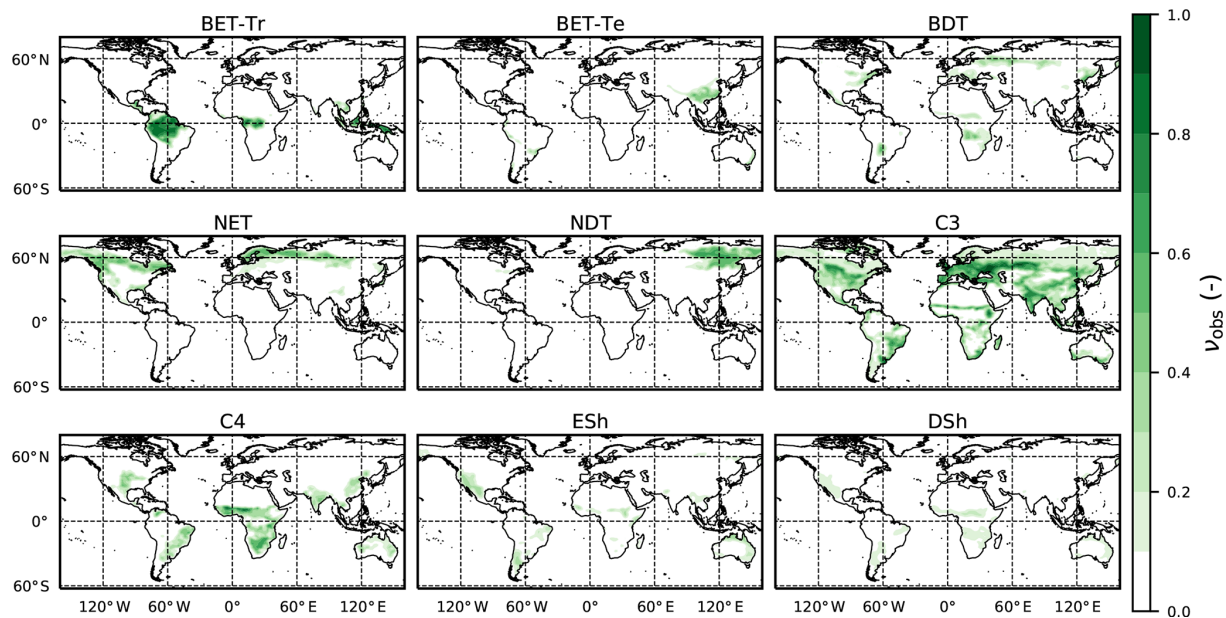 BET-Tr BET-Te BDT 1.0
60°N
0° 0.8
60°S
NET NDT C3
60°N 0.6
0°
60°S 0.4
C4 ESh DSh
60°N
0° 0.2
60°S
120°W 60°W 0° 60°E 120°E 120°W 60°W 0° 60°E 120°E 120°W 60°W 0° 60°E 120°E 0.0
νobs (-)